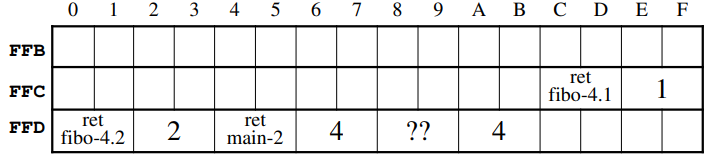 0 1 2 3 4 5 6 7 8 9 A B C D E F
FFB
FFC ret fibo-4.1 1
FFD ret fibo-4.2 2 ret main-2 4 ?? 4